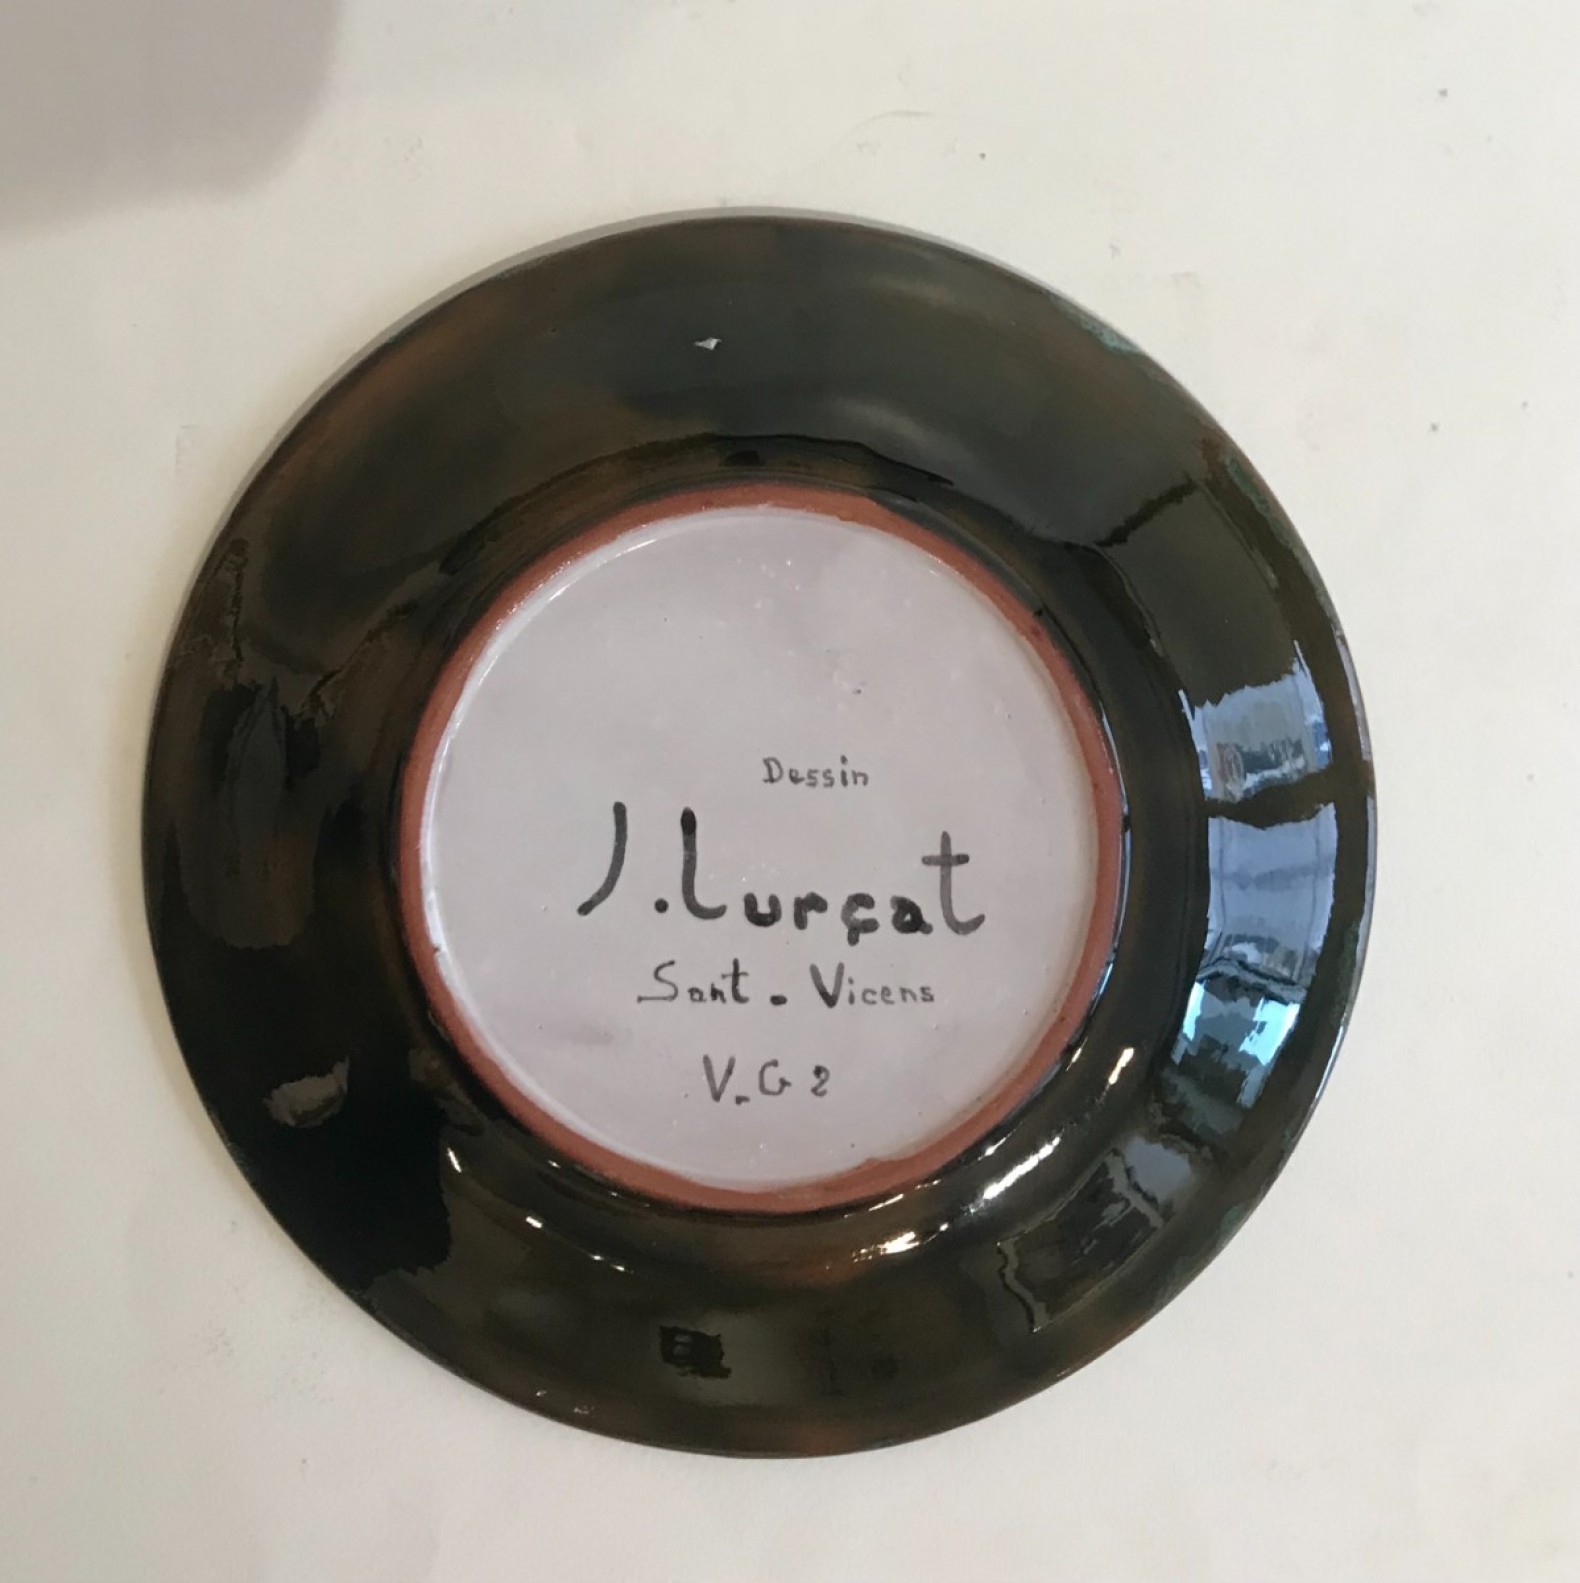 Dessin
J. Lurçat
Sant - Vicens
V-G 2